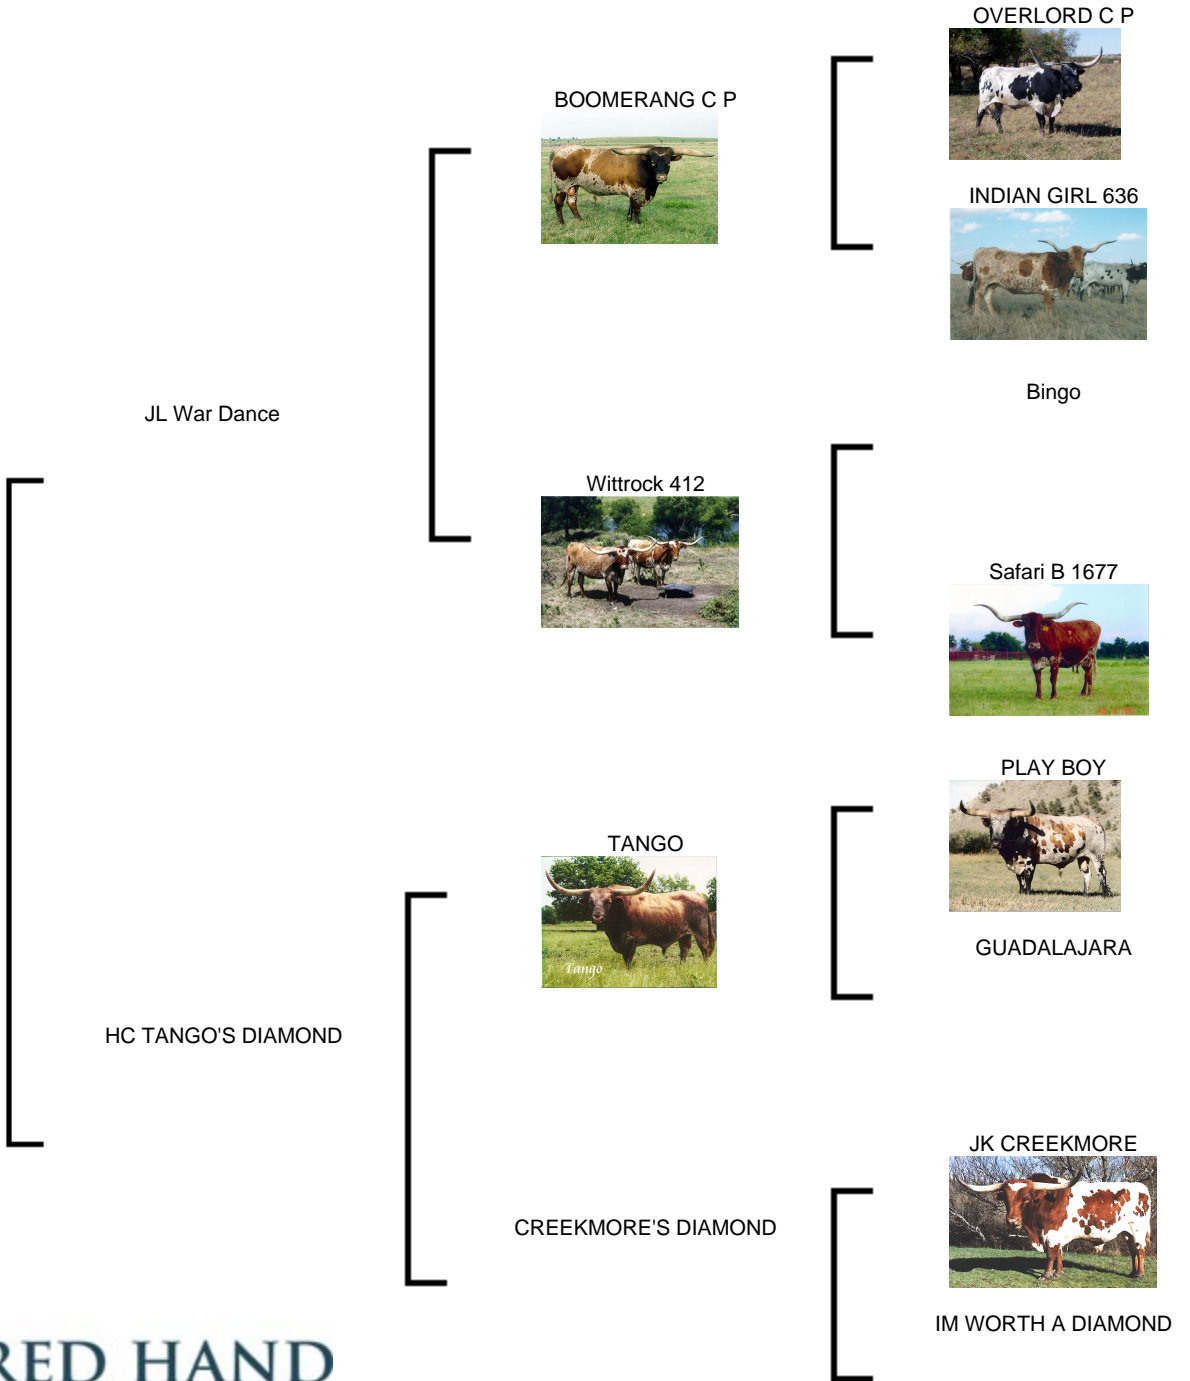 OVERLORD C P
BOOMERANG C P
INDIAN GIRL 636
Bingo
JL War Dance
Wittrock 412
Safari B 1677
PLAY BOY
TANGO
Tango
GUADALAJARA
HC TANGO'S DIAMOND
JK CREEKMORE
CREEKMORE'S DIAMOND
IM WORTH A DIAMOND
RED HAND